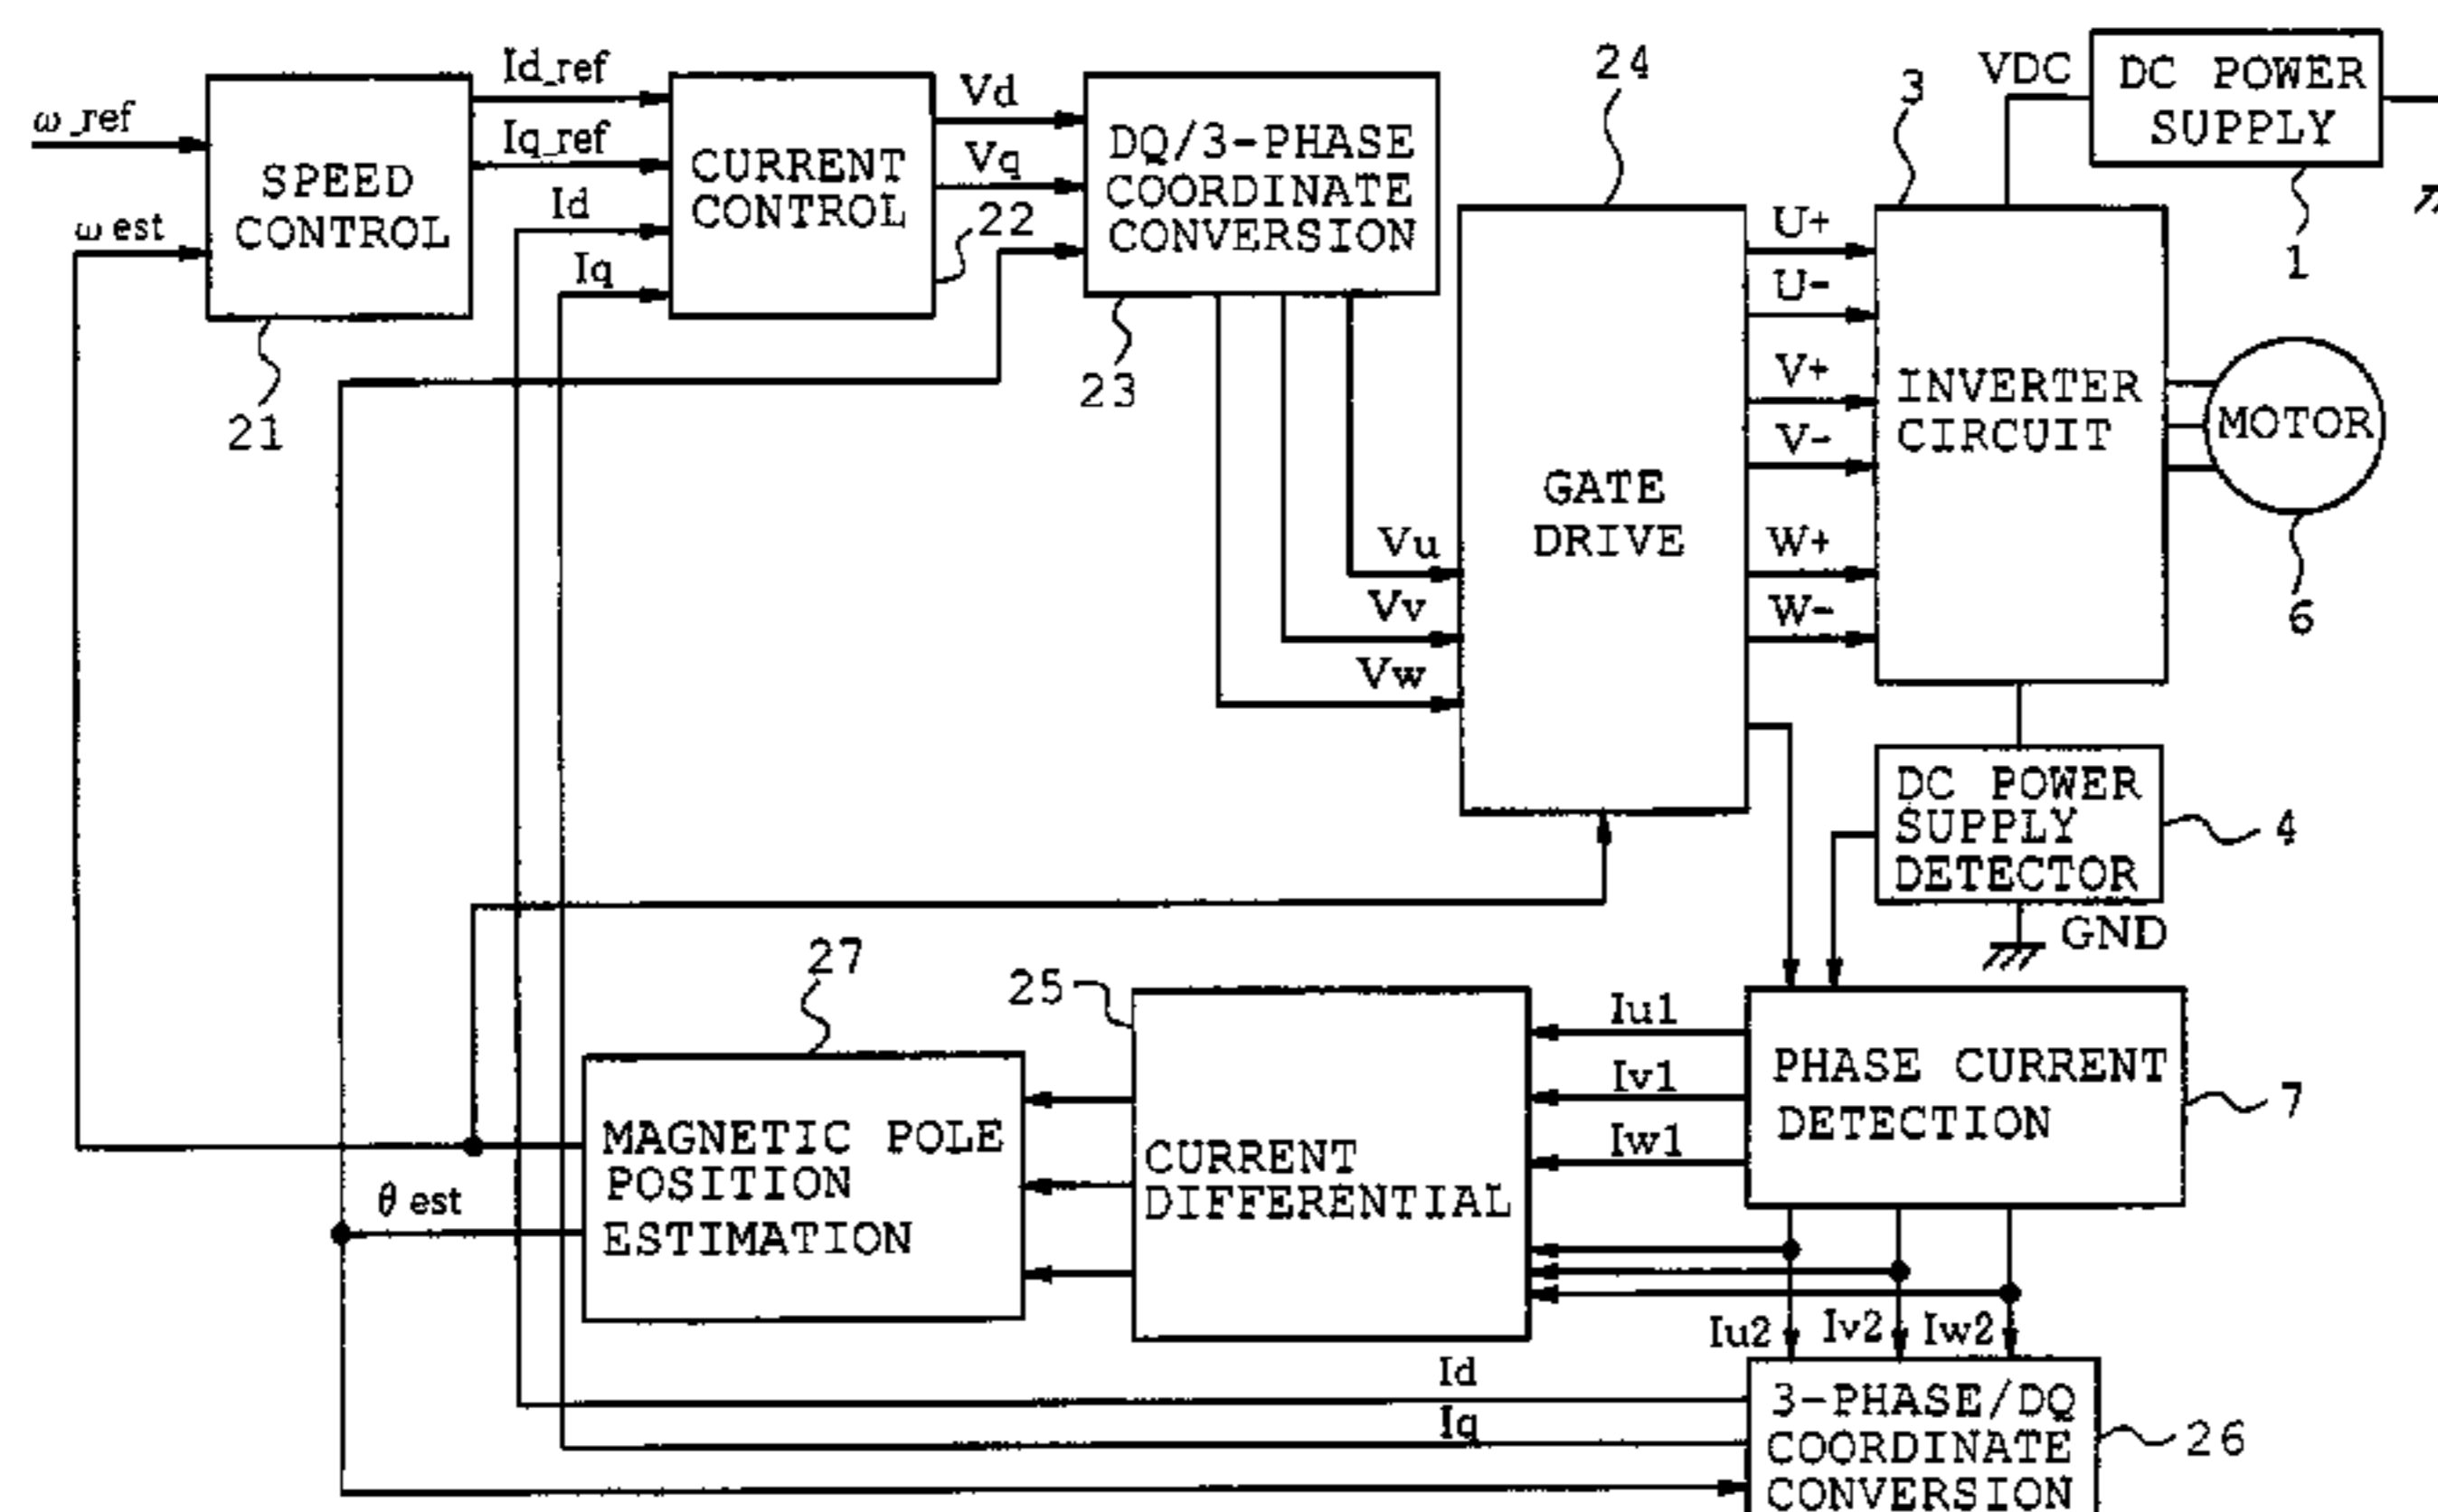 ω_ref
ω est
SPEED
CONTROL
21
Id_ref
Iq_ref
Id
Iq
CURRENT
CONTROL
22
Vd
Vq
DQ/3-PHASE
COORDINATE
CONVERSION
23
24
GATE
DRIVE
Vu
Vv
Vw
U+
U-
V+
V-
W+
W-
3
INVERTER
CIRCUIT
VDC
DC POWER
SUPPLY
1
MOTOR
6
DC POWER
SUPPLY
DETECTOR
4
GND
27
MAGNETIC POLE
POSITION
ESTIMATION
θ est
25
CURRENT
DIFFERENTIAL
Iu1
Iv1
Iw1
PHASE CURRENT
DETECTION
7
Iu2
Iv2
Iw2
Id
Iq
3-PHASE/DQ
COORDINATE
CONVERSION
26